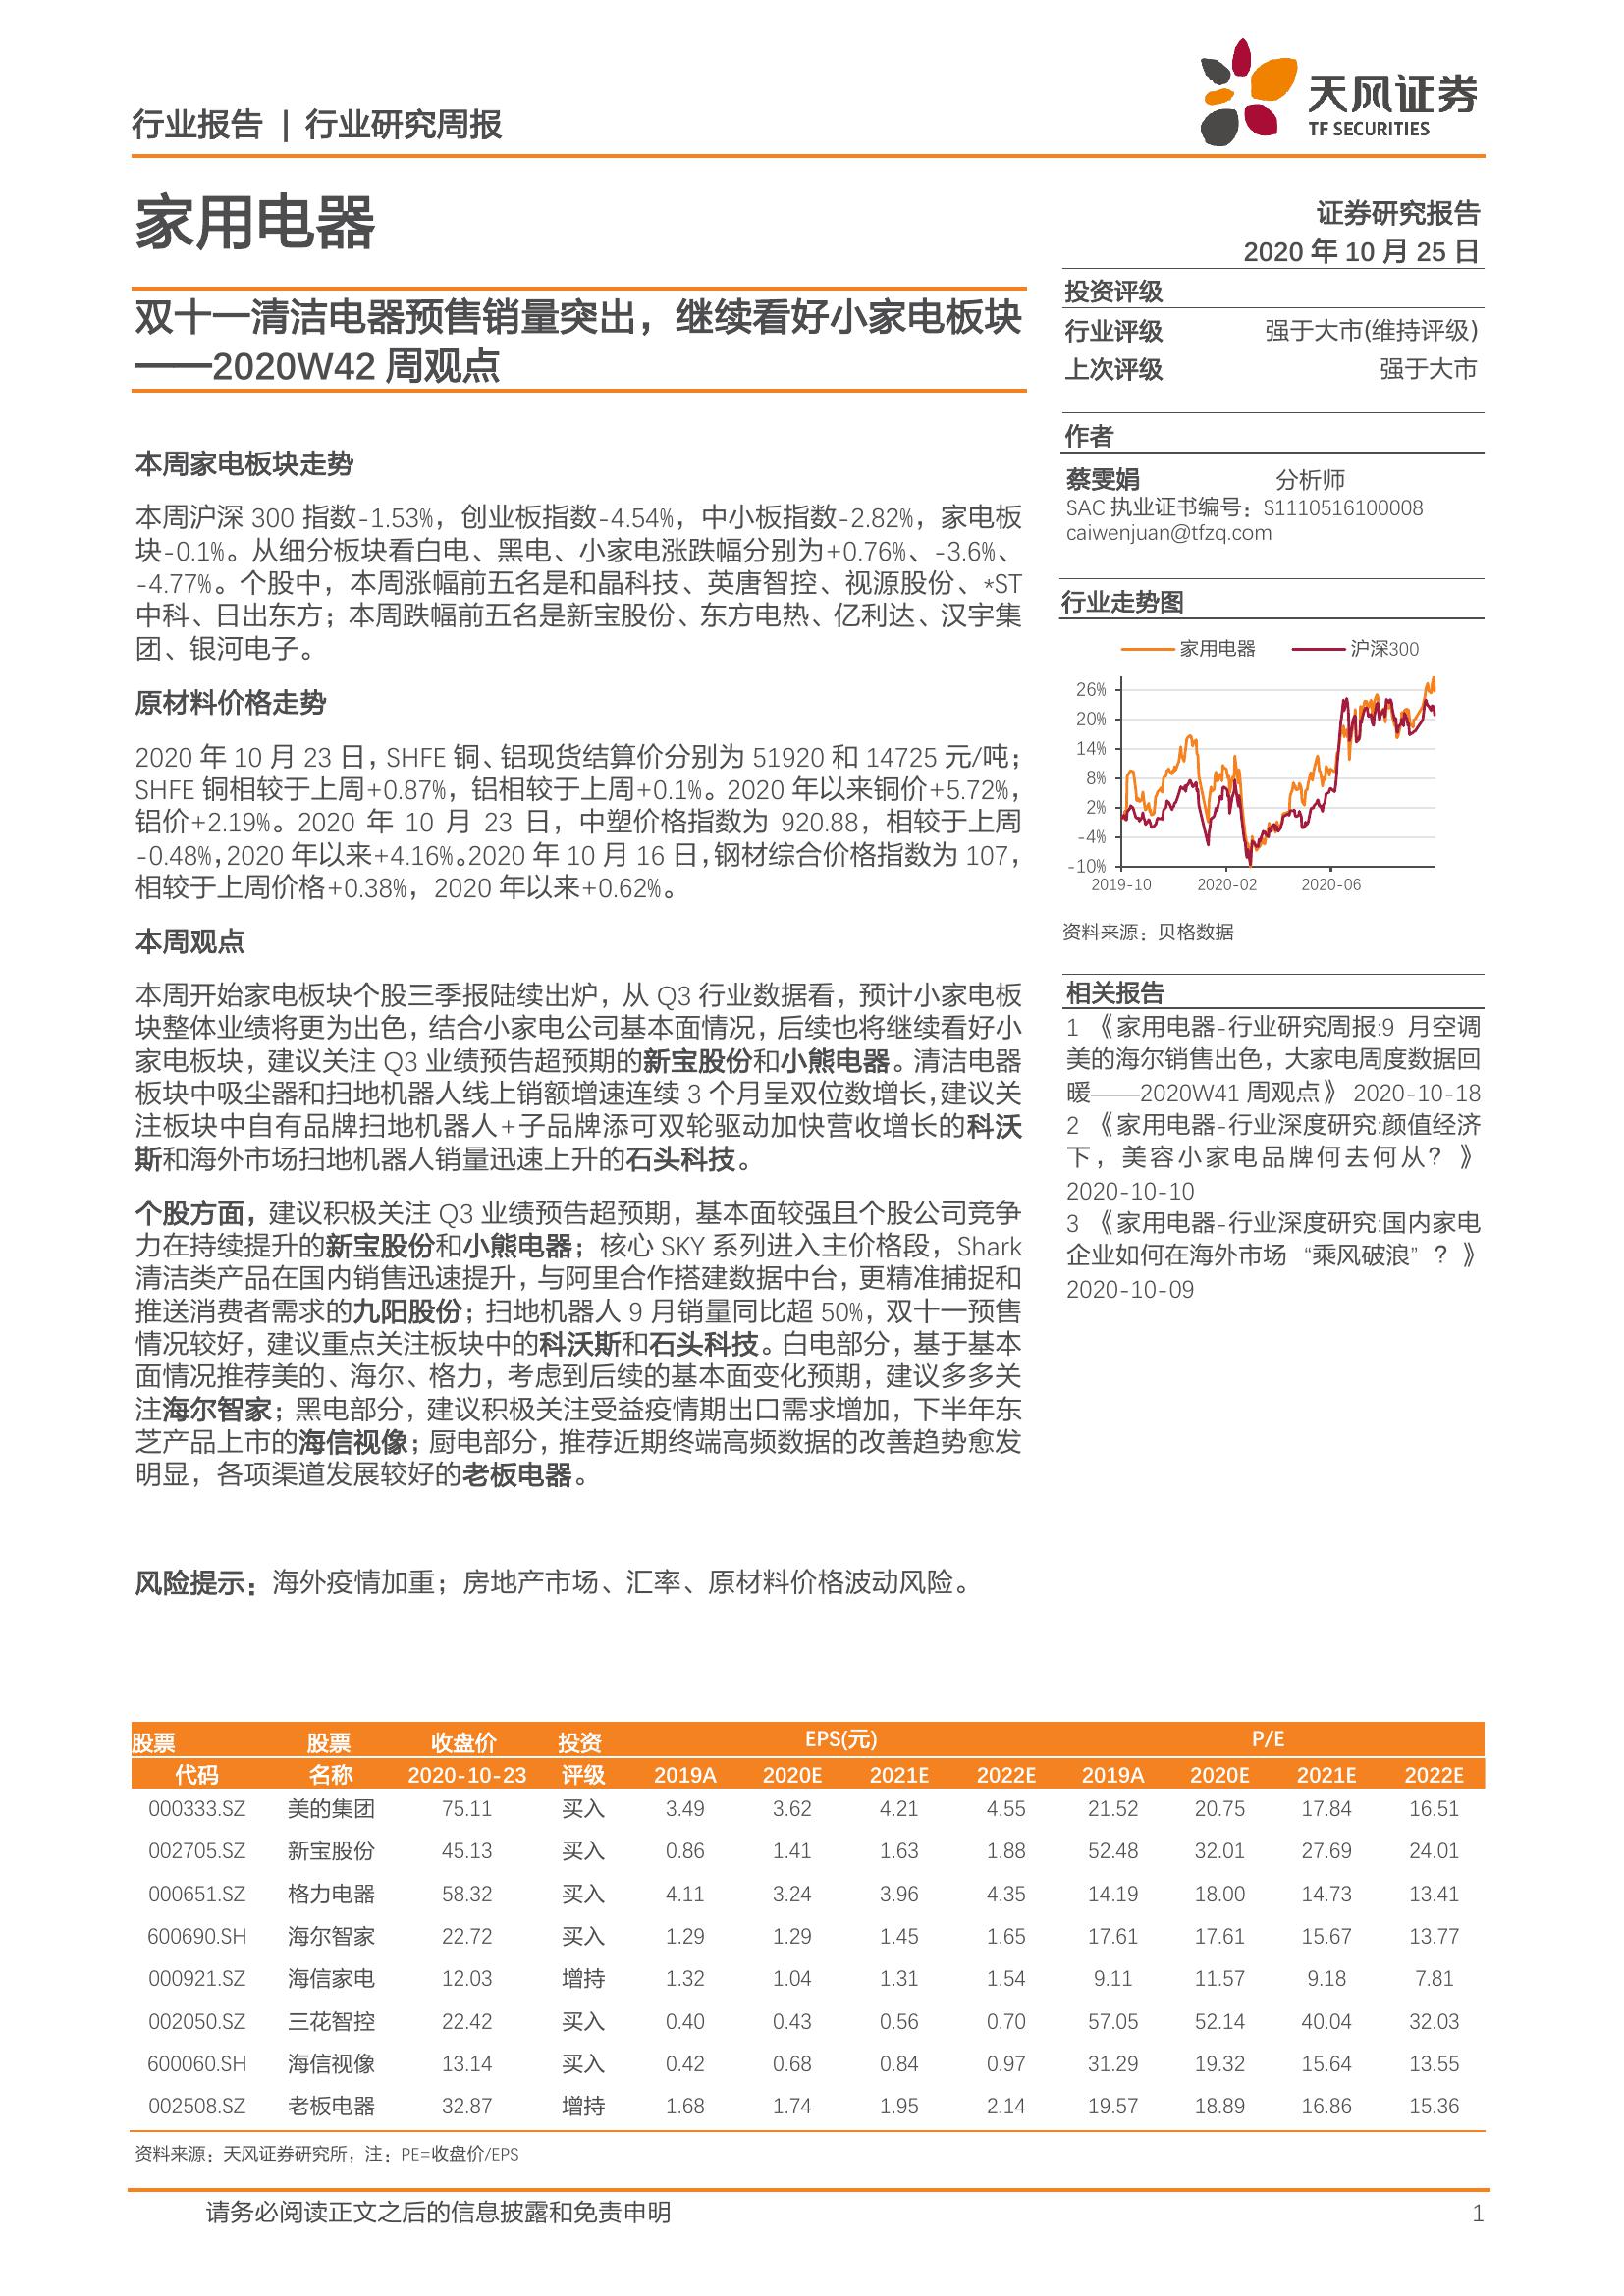 行业报告 | 行业研究周报
天风证券
TF SECURITIES
家用电器
证券研究报告
2020 年 10 月 25 日
双十一清洁电器预售销量突出，继续看好小家电板块
——2020W42 周观点
投资评级
行业评级 强于大市(维持评级)
上次评级 强于大市
作者
蔡雯娟 分析师
SAC 执业证书编号：S1110516100008
caiwenjuan@tfzq.com
本周家电板块走势
本周沪深 300 指数-1.53%，创业板指数-4.54%，中小板指数-2.82%，家电板
块-0.1%。从细分板块看白电、黑电、小家电涨跌幅分别为+0.76%、-3.6%、
-4.77%。个股中，本周涨幅前五名是和晶科技、英唐智控、视源股份、*ST
中科、日出东方；本周跌幅前五名是新宝股份、东方电热、亿利达、汉宇集
团、银河电子。
原材料价格走势
2020 年 10 月 23 日，SHFE 铜、铝现货结算价分别为 51920 和 14725 元/吨；
SHFE 铜相较于上周+0.87%，铝相较于上周+0.1%。2020 年以来铜价+5.72%，
铝价+2.19%。2020 年 10 月 23 日，中塑价格指数为 920.88，相较于上周
-0.48%，2020 年以来+4.16%。2020 年 10 月 16 日，钢材综合价格指数为 107，
相较于上周价格+0.38%，2020 年以来+0.62%。
本周观点
本周开始家电板块个股三季报陆续出炉，从 Q3 行业数据看，预计小家电板
块整体业绩将更为出色，结合小家电公司基本面情况，后续也将继续看好小
家电板块，建议关注 Q3 业绩预告超预期的新宝股份和小熊电器。清洁电器
板块中吸尘器和扫地机器人线上销额增速连续 3 个月呈双位数增长，建议关
注板块中自有品牌扫地机器人+子品牌添可双轮驱动加快营收增长的科沃
斯和海外市场扫地机器人销量迅速上升的石头科技。
个股方面，建议积极关注 Q3 业绩预告超预期，基本面较强且个股公司竞争
力在持续提升的新宝股份和小熊电器；核心 SKY 系列进入主价格段，Shark
清洁类产品在国内销售迅速提升，与阿里合作搭建数据中台，更精准捕捉和
推送消费者需求的九阳股份；扫地机器人 9 月销量同比超 50%，双十一预售
情况较好，建议重点关注板块中的科沃斯和石头科技。白电部分，基于基本
面情况推荐美的、海尔、格力，考虑到后续的基本面变化预期，建议多多关
注海尔智家；黑电部分，建议积极关注受益疫情期出口需求增加，下半年东
芝产品上市的海信视像；厨电部分，推荐近期终端高频数据的改善趋势愈发
明显，各项渠道发展较好的老板电器。
风险提示：海外疫情加重；房地产市场、汇率、原材料价格波动风险。
行业走势图
家用电器 沪深300
26%
20%
14%
8%
2%
-4%
-10%
2019-10 2020-02 2020-06
资料来源：贝格数据
相关报告
1 《家用电器-行业研究周报:9 月空调
美的海尔销售出色，大家电周度数据回
暖——2020W41 周观点》 2020-10-18
2 《家用电器-行业深度研究:颜值经济
下，美容小家电品牌何去何从？》
2020-10-10
3 《家用电器-行业深度研究:国内家电
企业如何在海外市场 “乘风破浪” ？》
2020-10-09
股票 股票 收盘价 投资 EPS(元) P/E
代码 名称 2020-10-23 评级 2019A 2020E 2021E 2022E 2019A 2020E 2021E 2022E
000333.SZ 美的集团 75.11 买入 3.49 3.62 4.21 4.55 21.52 20.75 17.84 16.51
002705.SZ 新宝股份 45.13 买入 0.86 1.41 1.63 1.88 52.48 32.01 27.69 24.01
000651.SZ 格力电器 58.32 买入 4.11 3.24 3.96 4.35 14.19 18.00 14.73 13.41
600690.SH 海尔智家 22.72 买入 1.29 1.29 1.45 1.65 17.61 17.61 15.67 13.77
000921.SZ 海信家电 12.03 增持 1.32 1.04 1.31 1.54 9.11 11.57 9.18 7.81
002050.SZ 三花智控 22.42 买入 0.40 0.43 0.56 0.70 57.05 52.14 40.04 32.03
600060.SH 海信视像 13.14 买入 0.42 0.68 0.84 0.97 31.29 19.32 15.64 13.55
002508.SZ 老板电器 32.87 增持 1.68 1.74 1.95 2.14 19.57 18.89 16.86 15.36
资料来源：天风证券研究所，注：PE=收盘价/EPS
请务必阅读正文之后的信息披露和免责申明 1